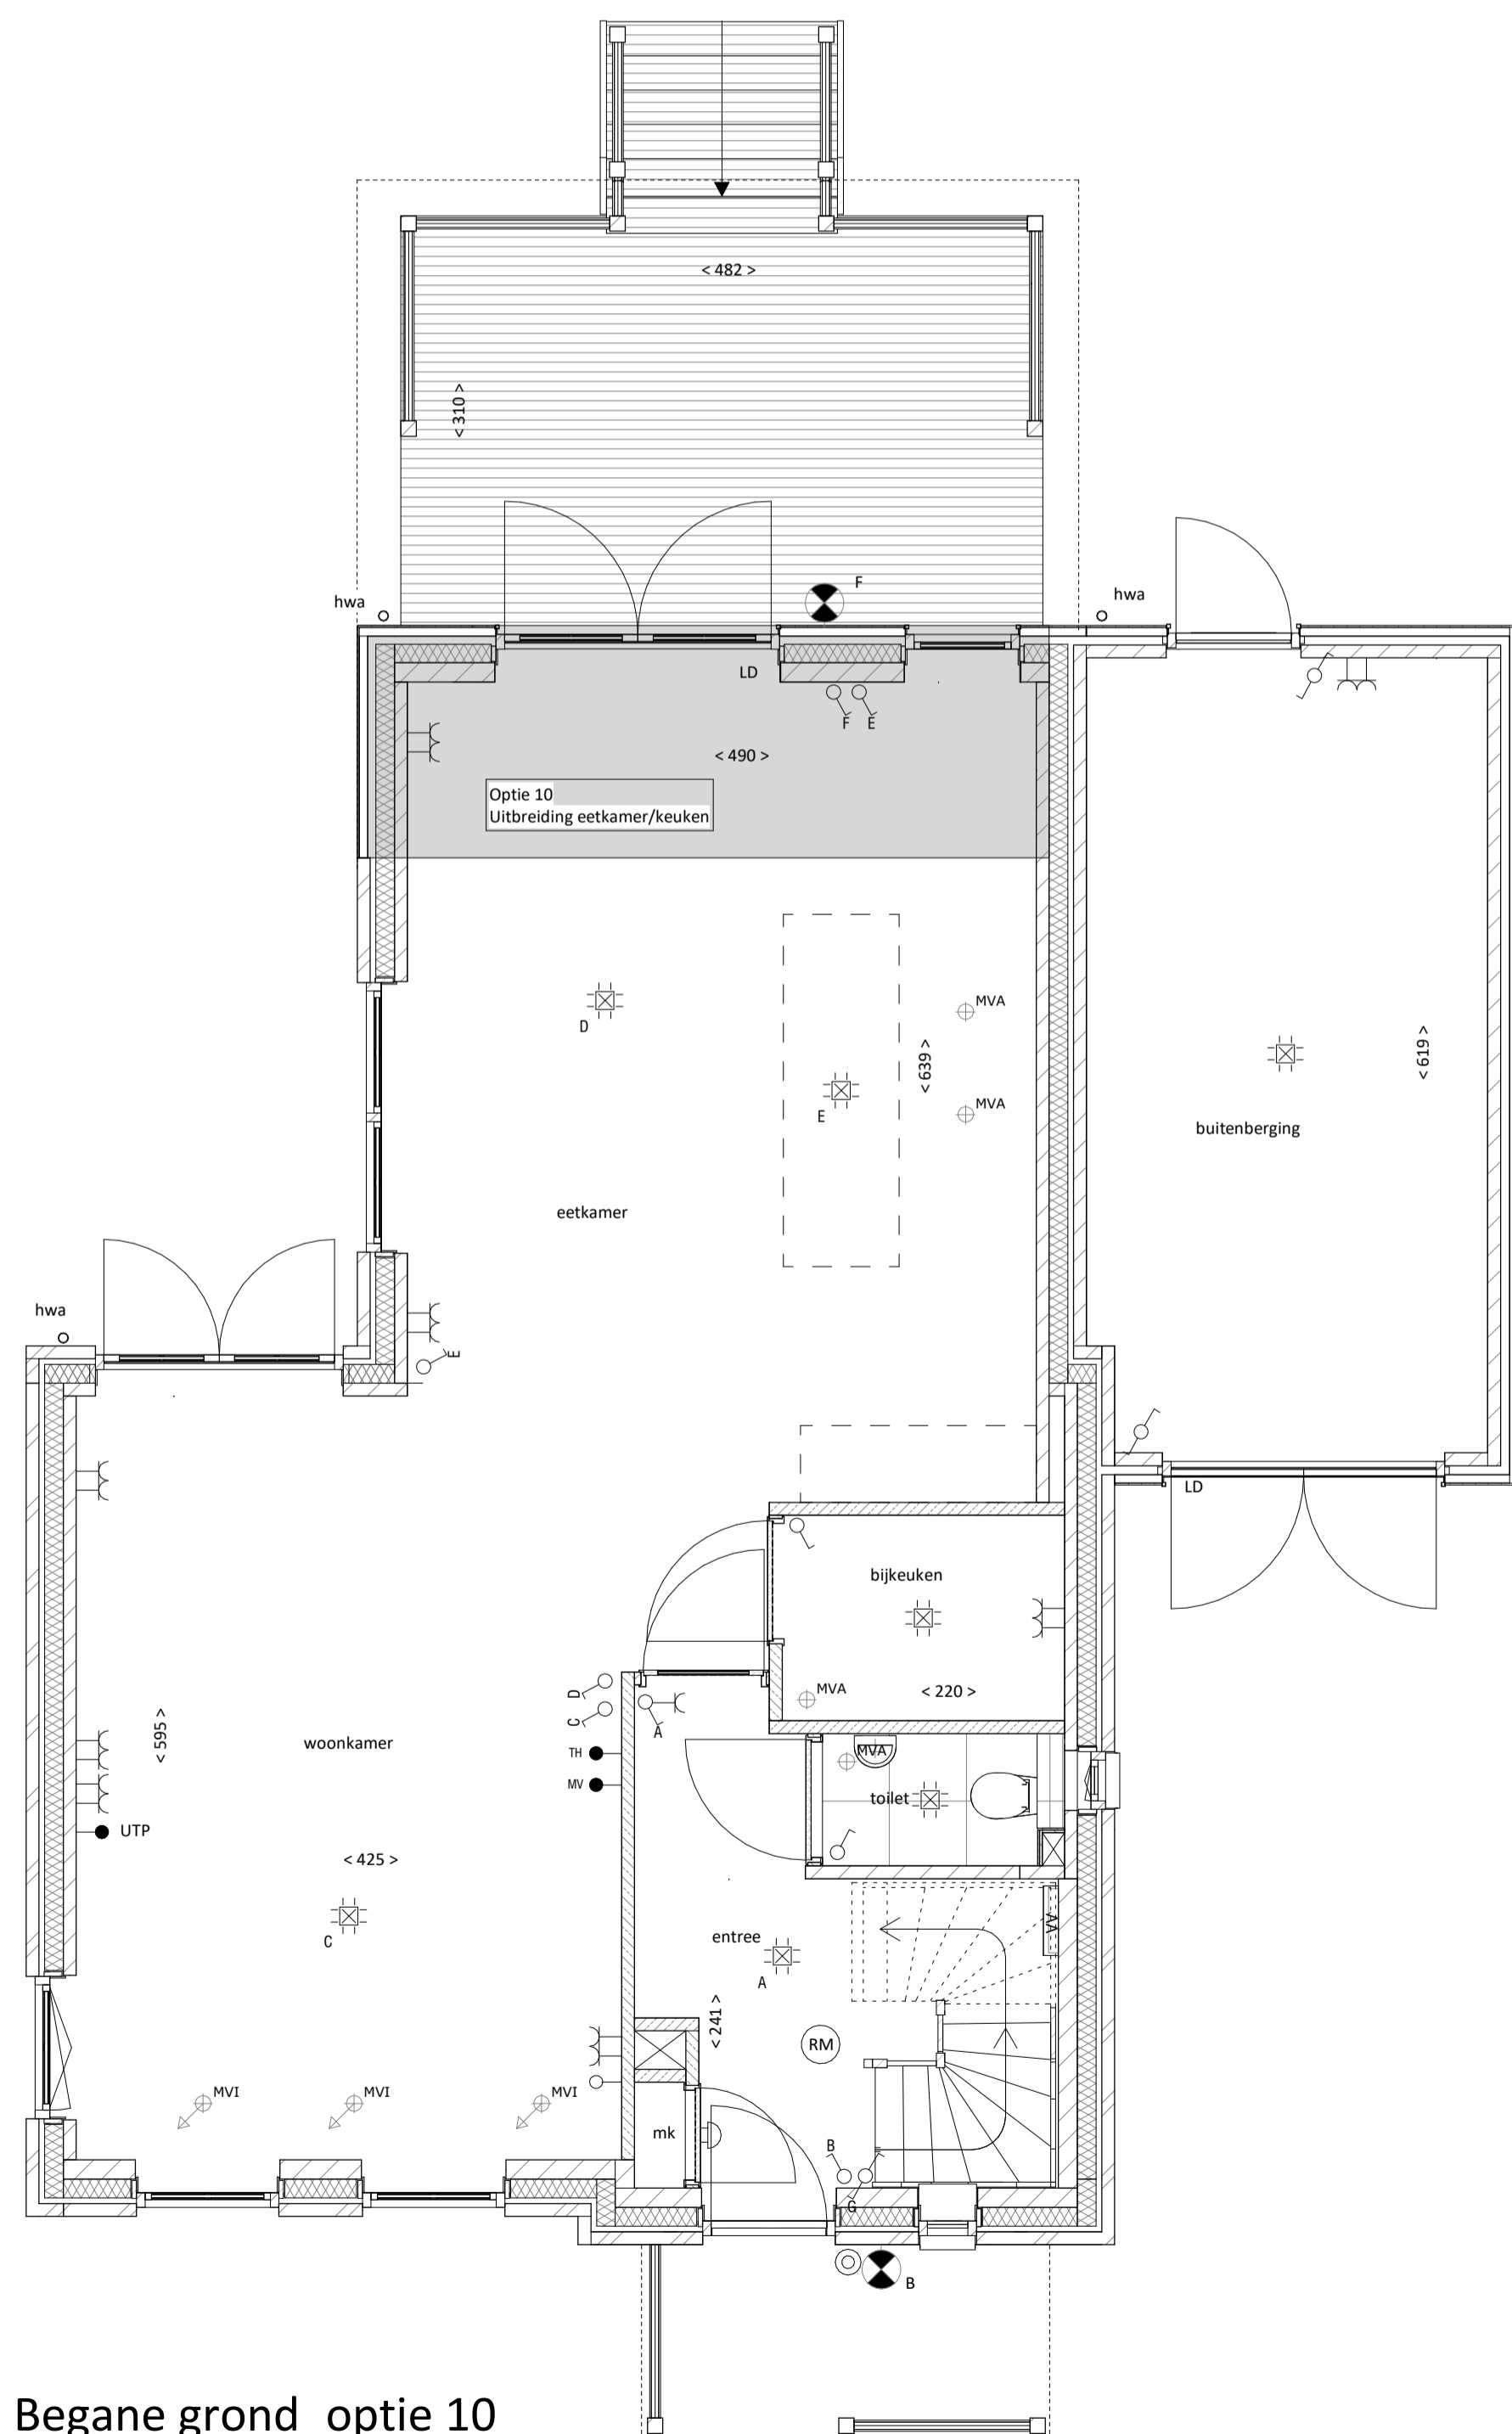 < 482 >
< 310 >
F
hwa
hwa
LD
F
E
< 490 >
Optie 10
Uitbreiding eetkamer/keuken
D
MVA
< 639 >
< 619 >
E
MVA
buitenberging
eetkamer
hwa
E
LD
bijkeuken
D
MVA
< 220 >
C
A
< 595 >
woonkamer
TH
MVA
MV
toilet
UTP
< 425 >
AA
C
entree
A
< 241 >
RM
MVI
MVI
MVI
mk
B
G
B
Begane grond optie 10